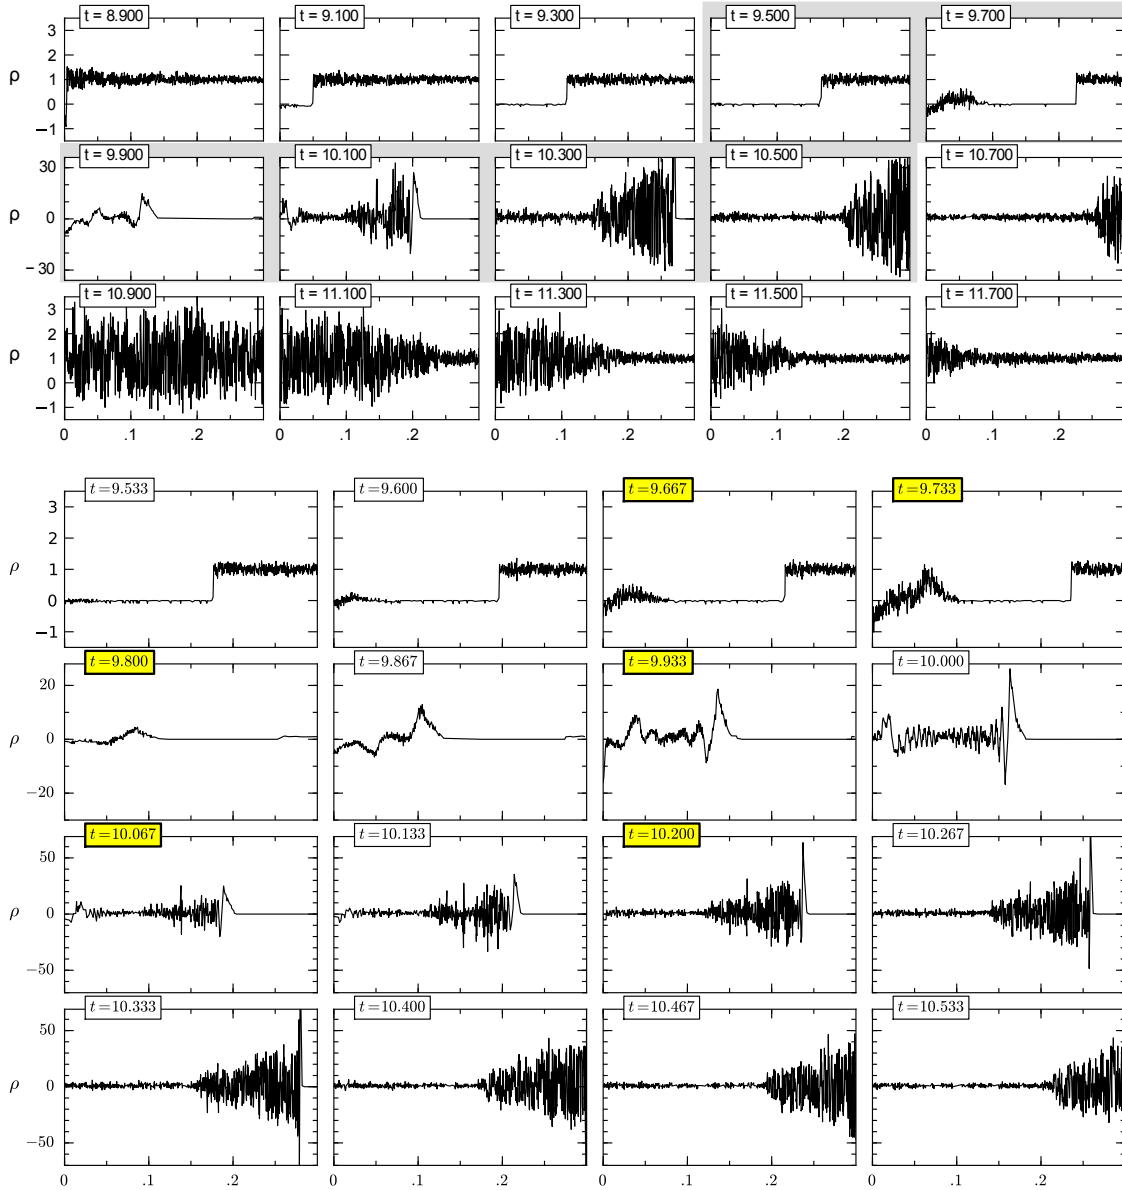 t = 8.900 t = 9.100 t = 9.300 t = 9.500 t = 9.700
3
2
ρ 1
0
−1
t = 9.900 t = 10.100 t = 10.300 t = 10.500 t = 10.700
30
ρ 0
−30
t = 10.900 t = 11.100 t = 11.300 t = 11.500 t = 11.700
3
2
ρ 1
0
−1
0 .1 .2 0 .1 .2 0 .1 .2 0 .1 .2 0 .1 .2
t=9.533 t=9.600 t=9.667 t=9.733
3
2
ρ 1
0
−1
t=9.800 t=9.867 t=9.933 t=10.000
20
ρ 0
−20
t=10.067 t=10.133 t=10.200 t=10.267
50
ρ 0
−50
t=10.333 t=10.400 t=10.467 t=10.533
50
ρ 0
−50
0 .1 .2 0 .1 .2 0 .1 .2 0 .1 .2